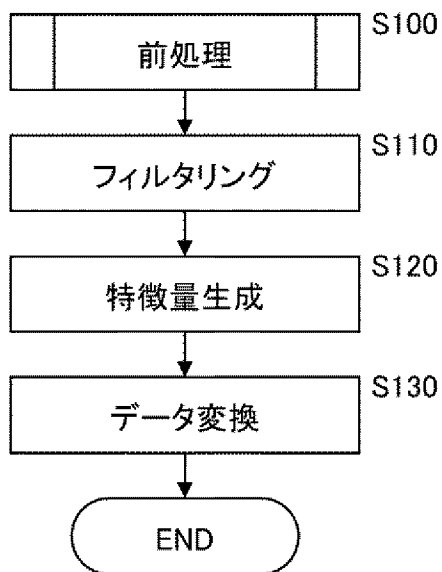 前処理
S100
フィルタリング
S110
特徴量生成
S120
データ変換
S130
END